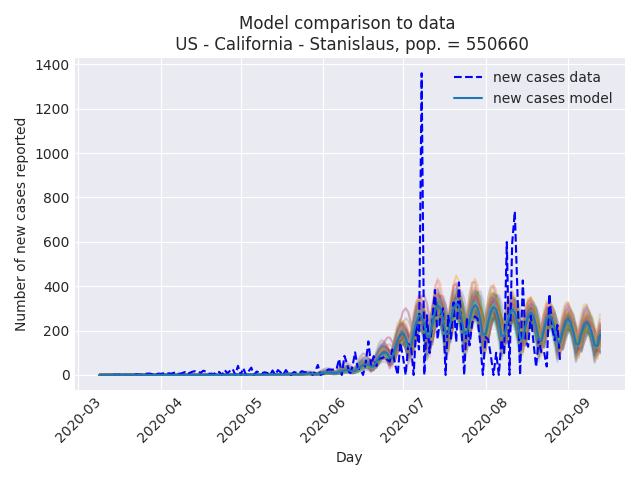 Model comparison to data
US - California - Stanislaus, pop. = 550660
1400
1200
1000
800
600
400
200
0
Number of new cases reported
new cases data
new cases model
2020-03
2020-04
2020-05
2020-06
2020-07
2020-08
2020-09
Day